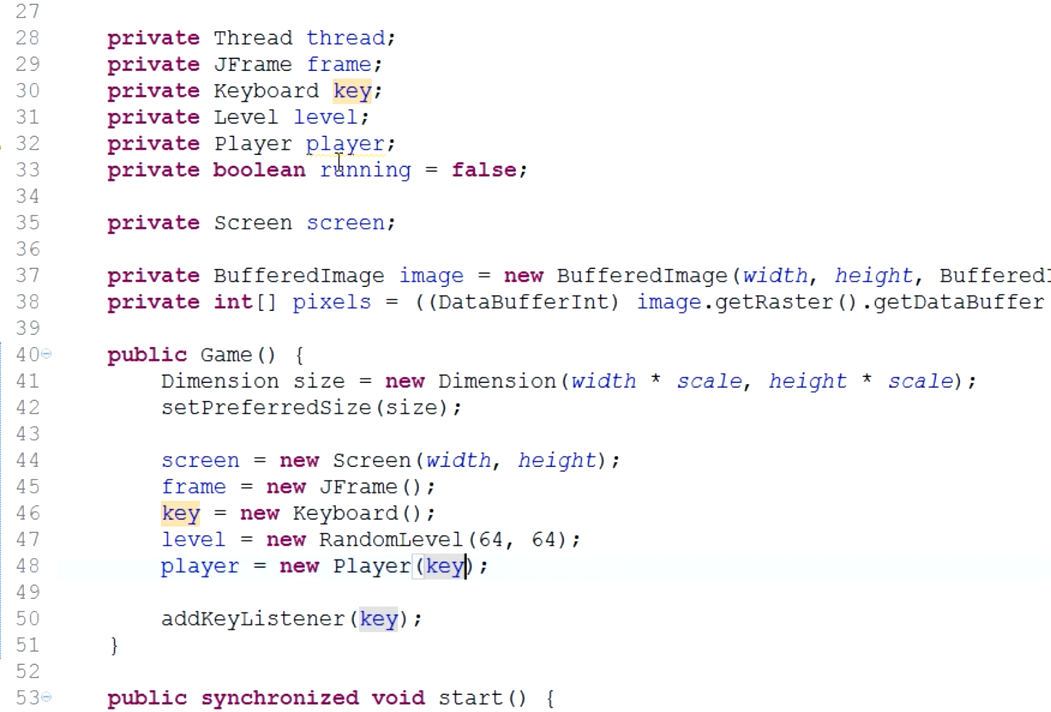 27
28 private Thread thread;
29 private JFrame frame;
30 private Keyboard key;
31 private Level level;
32 private Player player;
33 private boolean running = false;
34
35 private Screen screen;
36
37 private BufferedImage image = new BufferedImage(width, height, BufferedI
38 private int[] pixels = ((DataBufferInt) image.getRaster().getDataBuffer
39
40 public Game() {
41 Dimension size = new Dimension(width * scale, height * scale);
42 setPreferredSize(size);
43
44 screen = new Screen(width, height);
45 frame = new JFrame();
46 key = new Keyboard();
47 level = new RandomLevel(64, 64);
48 player = new Player(key);
49
50 addKeyListener(key);
51 }
52
53 public synchronized void start() {